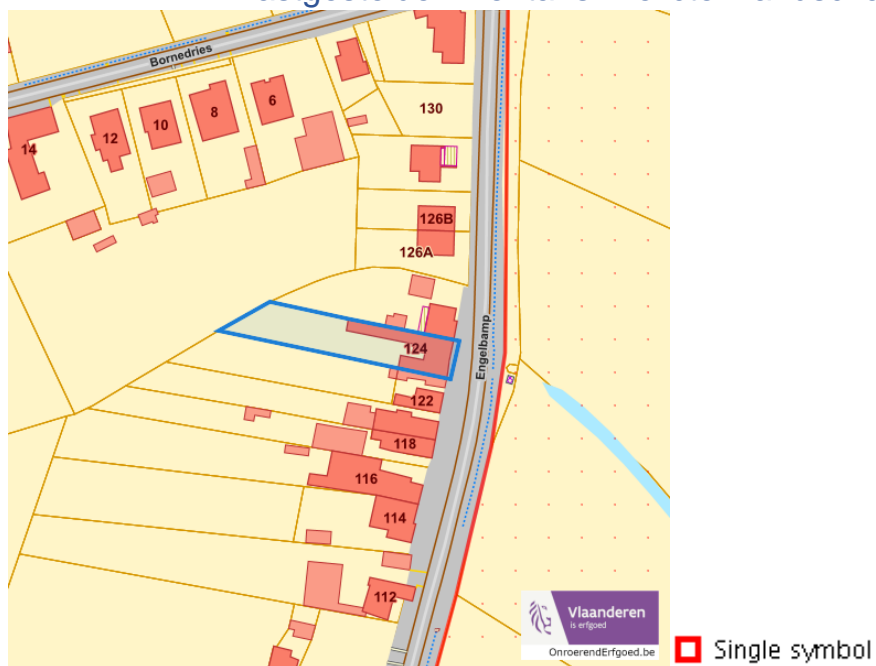 Bornedries
130
6
8
10
12
14
126B
126A
124
Engelbamp
122
118
116
114
112
Vlaanderen
is erfgoed
OnroerendErfgoed.be
Single symbol